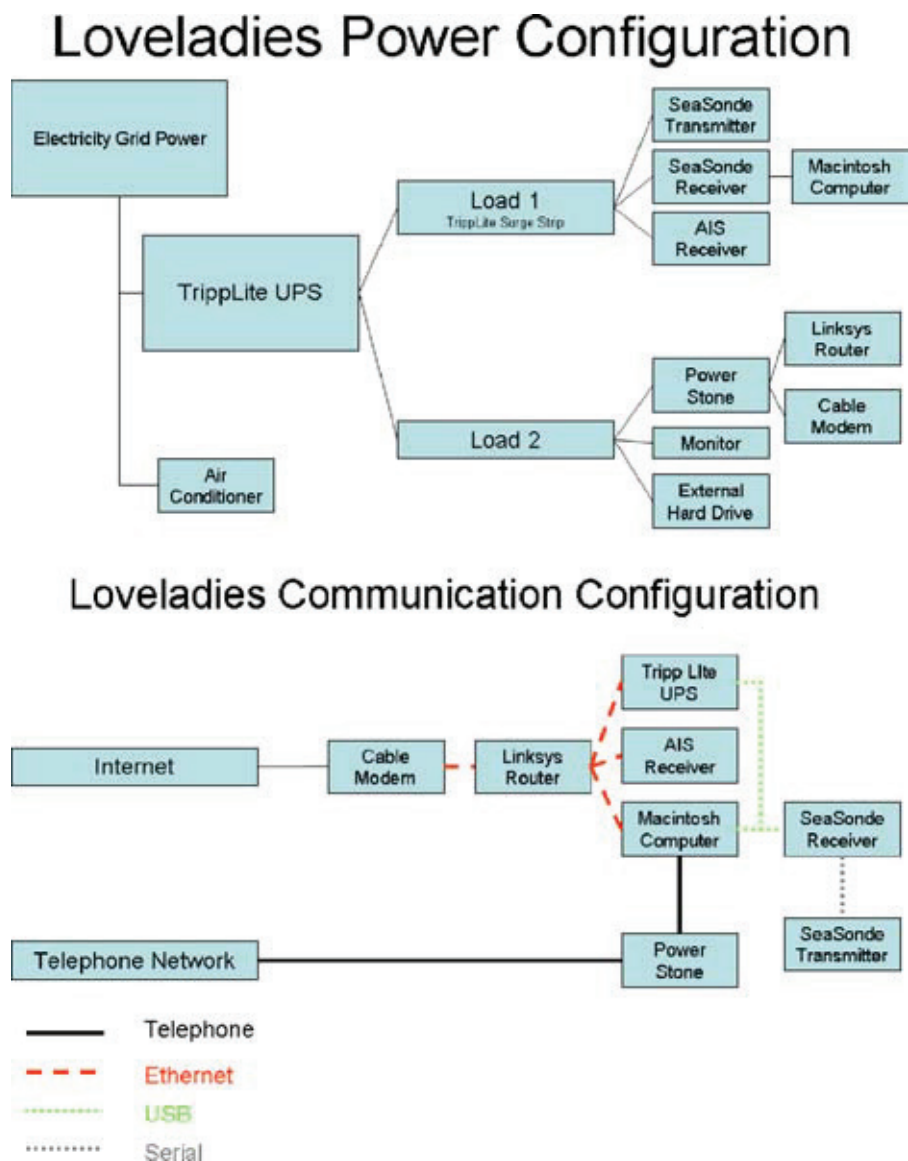 Loveladies Power Configuration
Electricity Grid Power
SeaSonde
Transmitter
SeaSonde
Receiver
Macintosh
Computer
Load 1
TrippLite Surge Strip
AIS
Receiver
TrippLite UPS
Linksys
Router
Power
Stone
Cable
Modem
Load 2
Monitor
Air
Conditioner
External
Hard Drive
Loveladies Communication Configuration
Tripp LIte
UPS
Internet
Cable
Modem
Linksys
Router
AIS
Receiver
Macintosh
Computer
SeaSonde
Receiver
Telephone Network
Power
Stone
SeaSonde
Transmitter
Telephone
Ethernet
USB
Serial